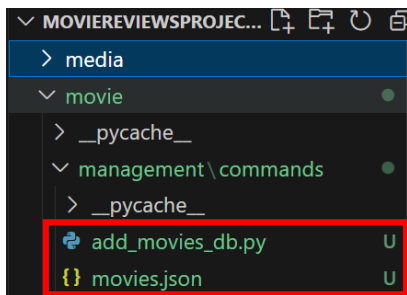 MOVIEREVIEWSPROJEC...
media
movie
__pycache__
management\commands
__pycache__
add_movies_db.py U
{} movies.json U